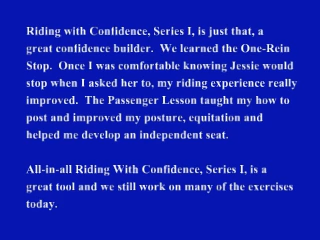 Riding with Confidence, Series I, is just that, a
great confidence builder.  We learned the One-Rein
Stop.  Once I was comfortable knowing Jessie would
stop when I asked her to, my riding experience really
improved.  The Passenger Lesson taught my how to
post and improved my posture, equitation and
helped me develop an independent seat.

All-in-all Riding With Confidence, Series I, is a
great tool and we still work on many of the exercises
today.